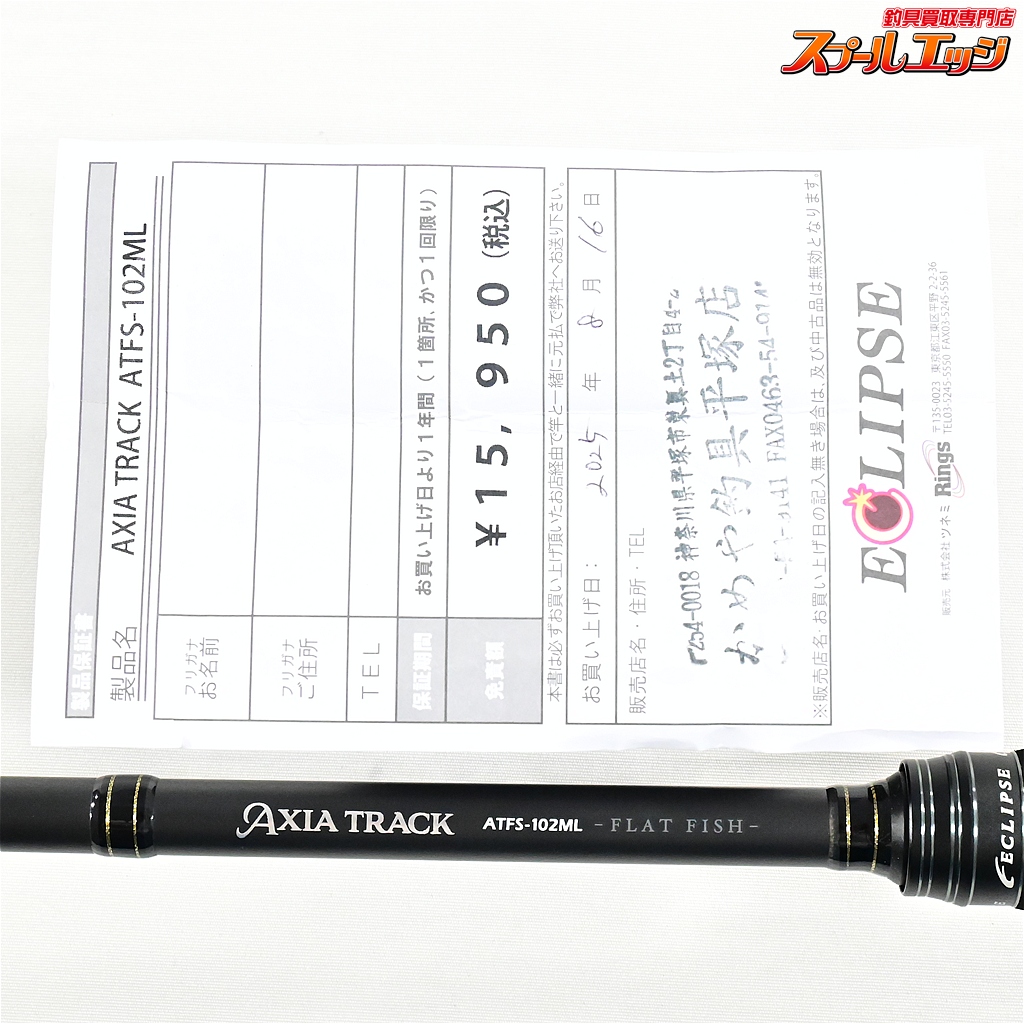 釣具買取専門店
スプールエッジ
製品保証書
製品名 AXIA TRACK ATFS-102ML
フリガナ
お名前
フリガナ
ご住所
TEL
保証期間 お買い上げ日より1年間(1箇所、かつ1回限り)
免責額 ¥15,950(税込)
本書は必ずお買い上げ頂いたお店経由で竿と一緒に元払で弊社へお送り下さい。
お買い上げ日: 2025 年 8 月 16 日
販売店名・住所・TEL
〒254-0018 神奈川県平塚市東真土2丁目4-2
かめや釣具平塚店
FAX0463-54-
※販売店名 お買い上げ日の記入無き場合は、及び中古品は無効となります。
ECLIPSE
販売元 株式会社 ツネミ Rings 〒135-0023 東京都江東区平野 2-2-36
TEL03-5245-5550 FAX03-5245-5561
AXIA TRACK ATFS-102ML -FLAT FISH-
ECLIPSE